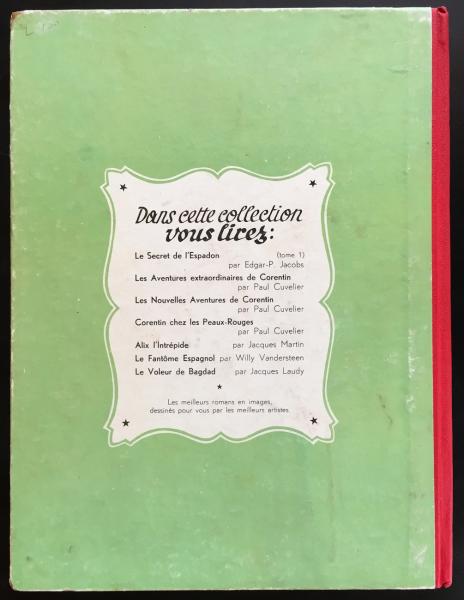 Dans cette collection
vous lirez:
Le Secret de l'Espadon (tome 1)
par Edgar-P. Jacobs
Les Aventures extraordinaires de Corentin
par Paul Cuvelier
Les Nouvelles Aventures de Corentin
par Paul Cuvelier
Corentin chez les Peaux-Rouges
par Paul Cuvelier
Alix l'Intrépide par Jacques Martin
Le Fantôme Espagnol par Willy Vandersteen
Le Voleur de Bagdad par Jacques Laudy
Les meilleurs romans en images,
dessinés pour vous par les meilleurs artistes.